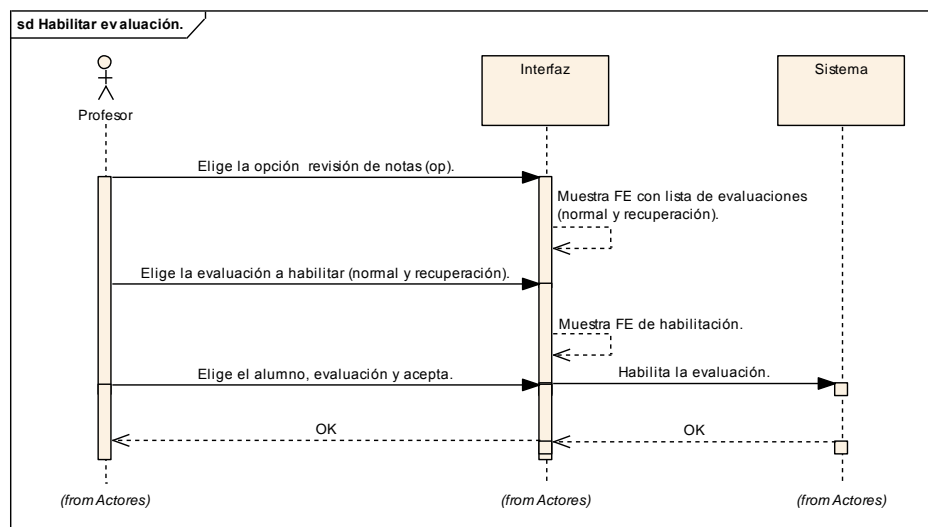 sd Habilitar evaluación.
Profesor
Interfaz
Sistema
Elige la opción revisión de notas (op).
Muestra FE con lista de evaluaciones
(normal y recuperación).
Elige la evaluación a habilitar (normal y recuperación).
Muestra FE de habilitación.
Elige el alumno, evaluación y acepta.
Habilita la evaluación.
OK
OK
(from Actores)
(from Actores)
(from Actores)